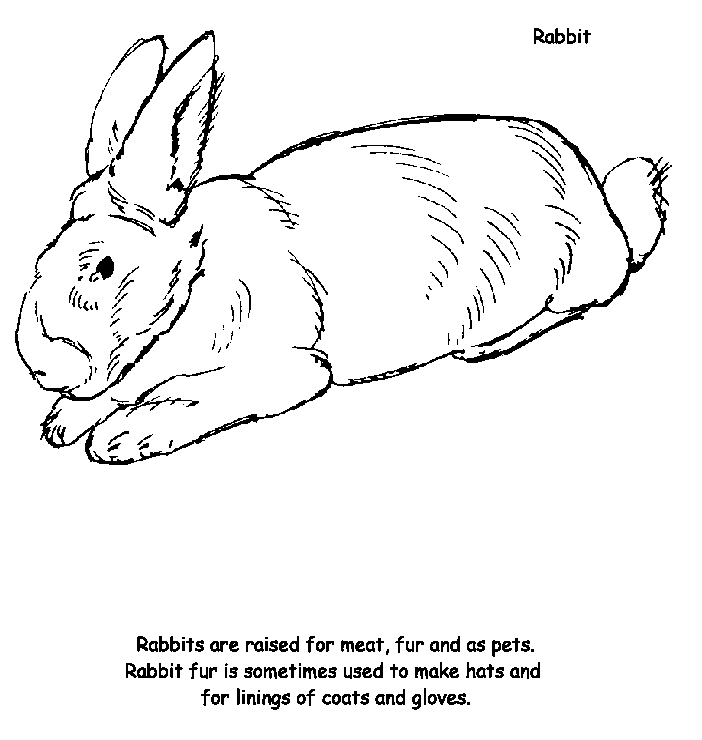 Rabbit
Rabbits are raised for meat, fur and as pets.
Rabbit fur is sometimes used to make hats and
for linings of coats and gloves.